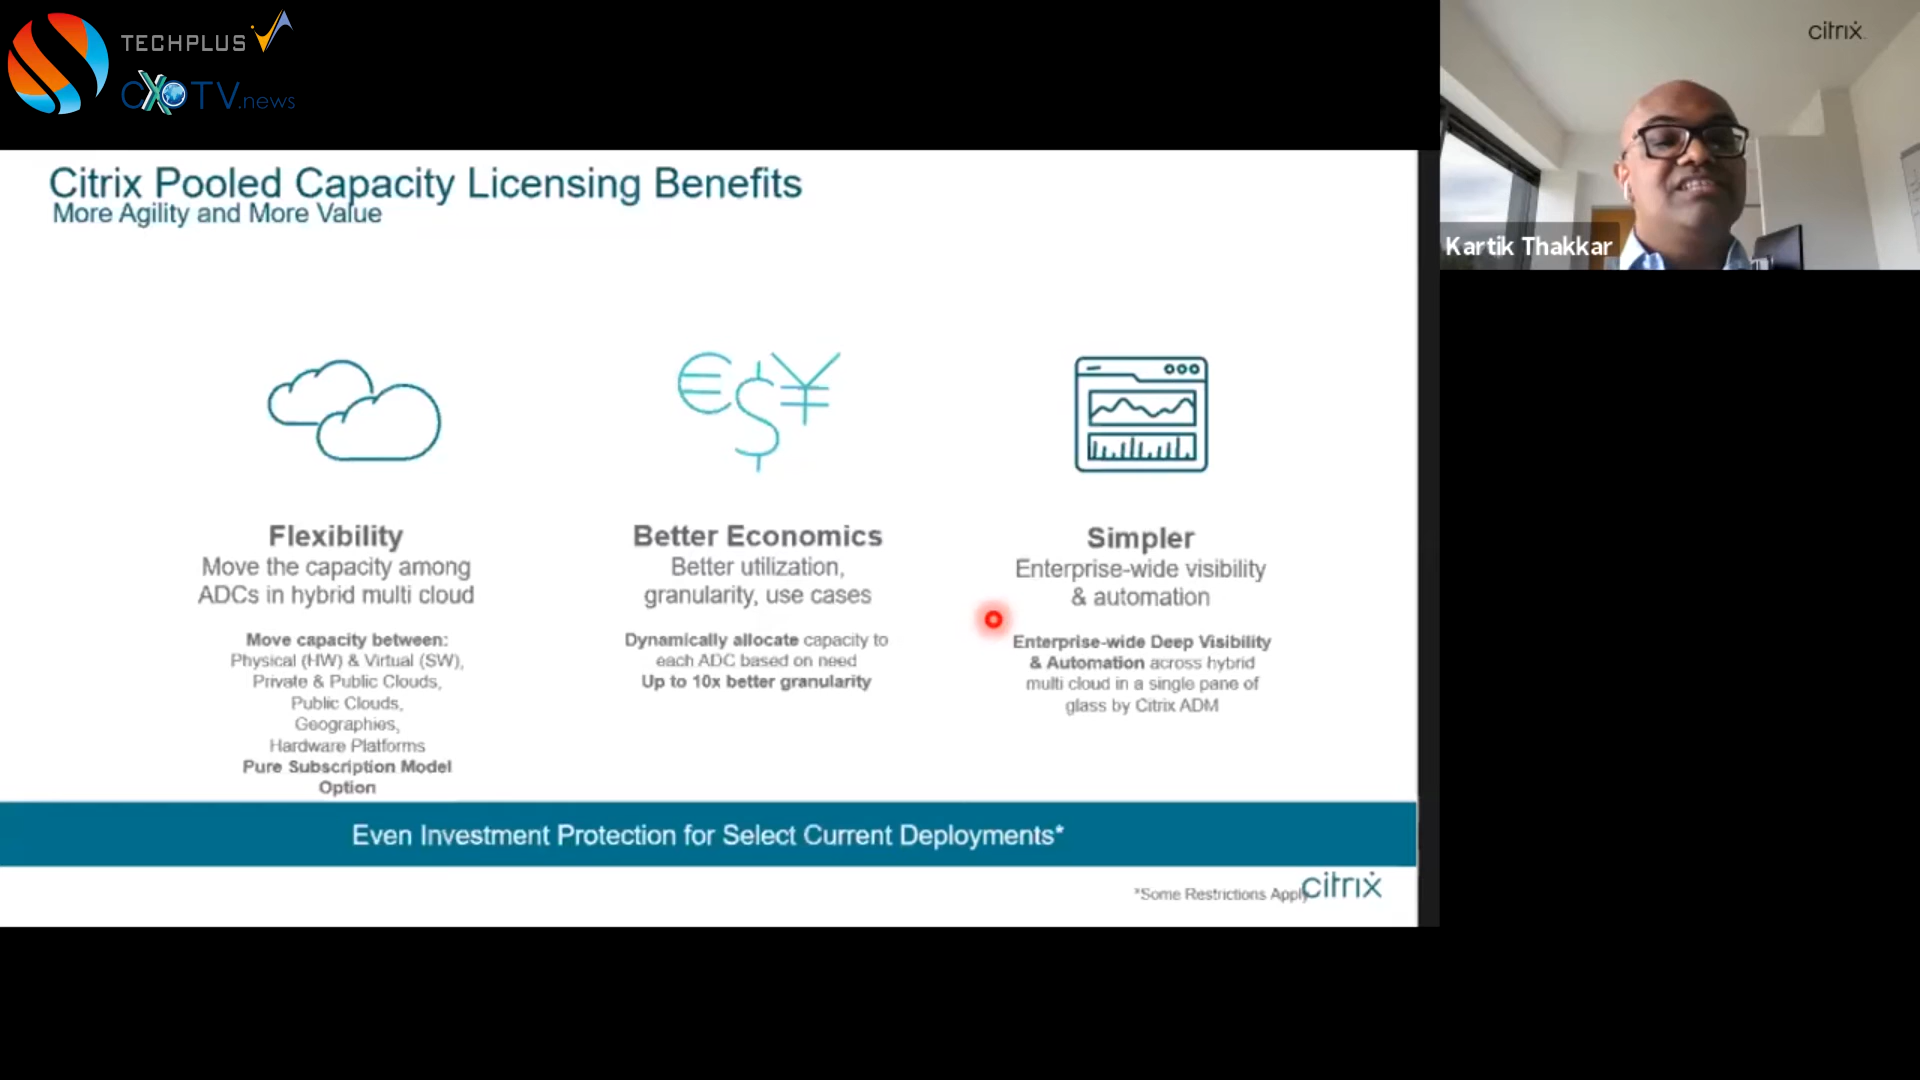 TECHPLUS
CXOTV.news
citrix
Kartik Thakkar
Citrix Pooled Capacity Licensing Benefits
More Agility and More Value
€$¥
Flexibility
Move the capacity among
ADCs in hybrid multi cloud
Move capacity between:
Physical (HW) & Virtual (SW),
Private & Public Clouds,
Public Clouds,
Geographies,
Hardware Platforms
Pure Subscription Model
Option
Better Economics
Better utilization,
granularity, use cases
Dynamically allocate capacity to
each ADC based on need
Up to 10x better granularity
Simpler
Enterprise-wide visibility
& automation
Enterprise-wide Deep Visibility
& Automation across hybrid
multi cloud in a single pane of
glass by Citrix ADM
Even Investment Protection for Select Current Deployments*
*Some Restrictions Apply
citrix